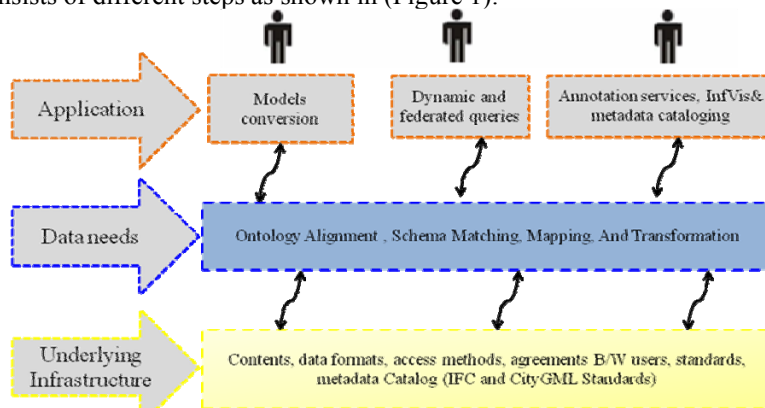 nsists of different steps as shown in (Figure 1).
Application
Models
conversion
Dynamic and
federated queries
Annotation services, InfVis&
metadata cataloging
Data needs
Ontology Alignment , Schema Matching, Mapping, And Transformation
Underlying
Infrastructure
Contents, data formats, access methods, agreements B/W users, standards,
metadata Catalog (IFC and CityGML Standards)